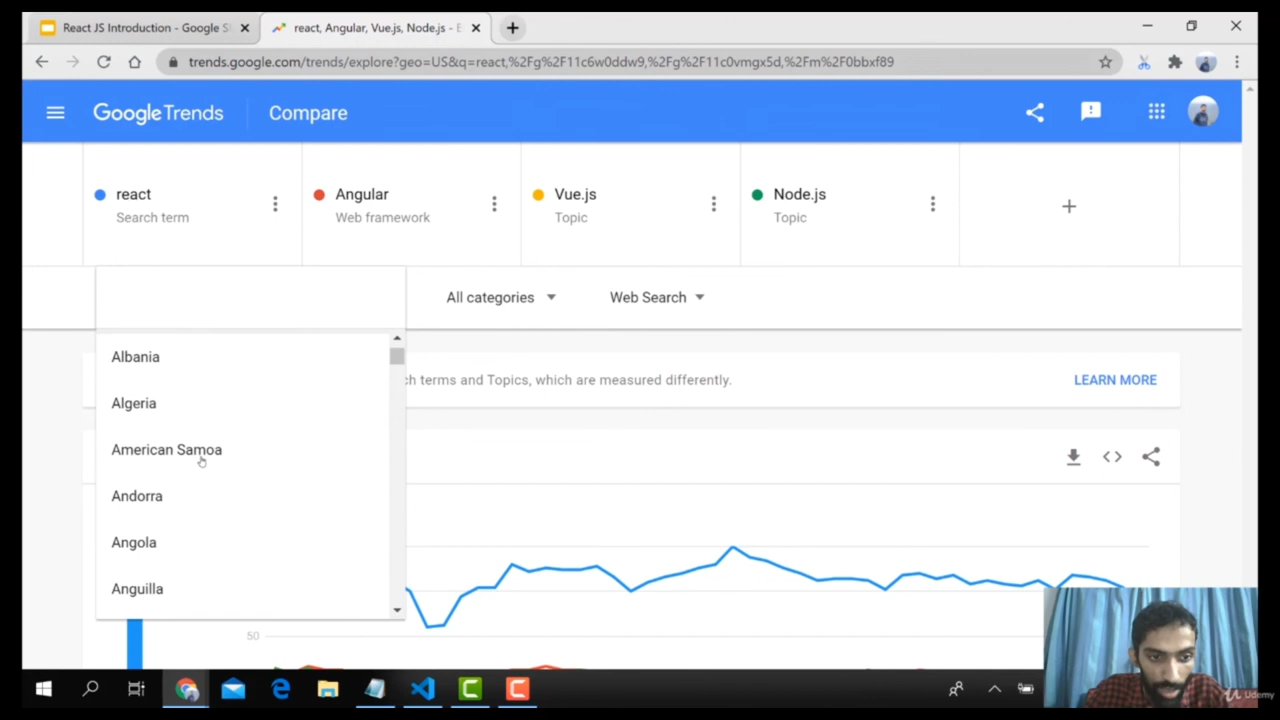 React JS Introduction - Google S
react, Angular, Vue.js, Node.js - E
trends.google.com/trends/explore?geo=US&q=react,%2Fg%2F11c6w0ddw9,%2Fg%2F11c0vmgx5d,%2Fm%2F0bbxf89
Google Trends
Compare
react
Search term
Angular
Web framework
Vue.js
Topic
Node.js
Topic
All categories
Web Search
Albania
Algeria
American Samoa
Andorra
Angola
Anguilla
ch terms and Topics, which are measured differently.
LEARN MORE
50
Udemy